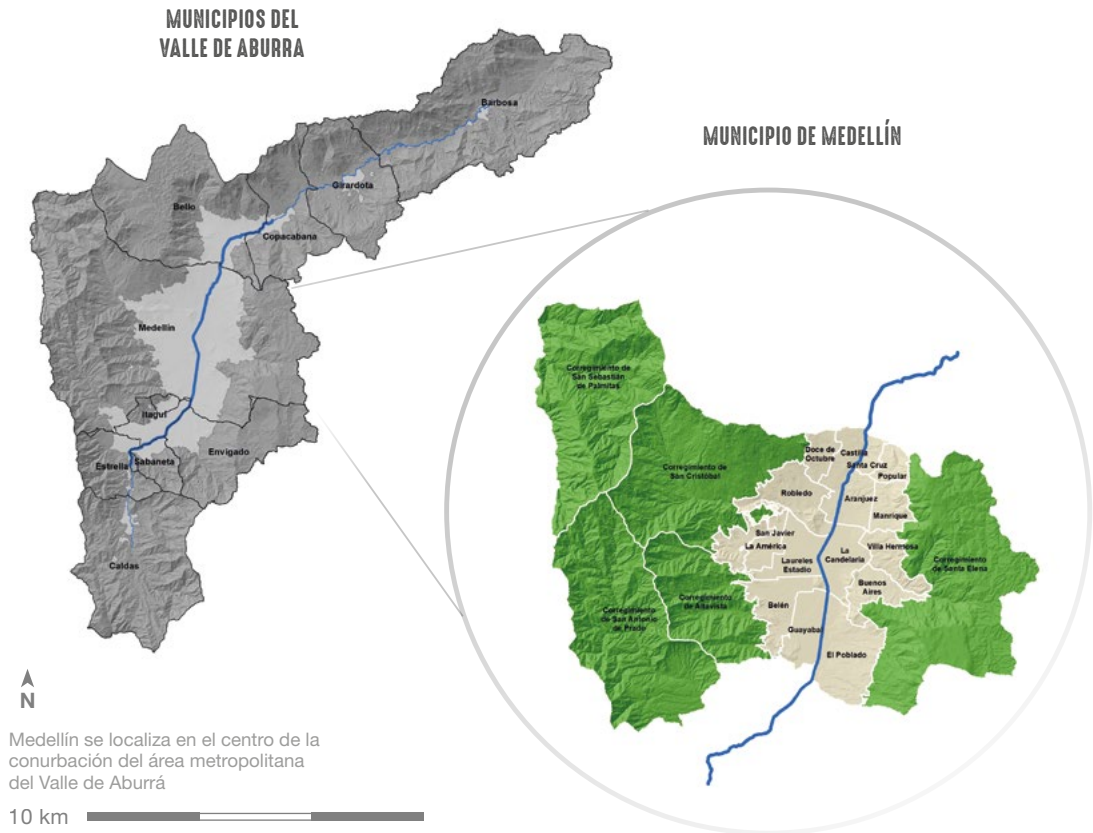 MUNICIPIOS DEL
VALLE DE ABURRA
Barbosa
Girardota
Bello
Copacabana
Medellín
Itaguí
Estrella
Sabaneta
Envigado
Caldas
N
Medellín se localiza en el centro de la
conurbación del área metropolitana
del Valle de Aburrá
10 km
MUNICIPIO DE MEDELLÍN
Corregimiento de
San Sebastián
de Palmitas
Corregimiento de
San Cristóbal
Doce de
Octubre
Castilla
Santa Cruz
Popular
Robledo
Aranjuez
Manrique
San Javier
La América
Laureles
Estadio
La
Candelaria
Villa Hermosa
Corregimiento
de Santa Elena
Buenos
Aires
Corregimiento
de Altavista
Belén
Corregimiento
de San Antonio
de Prado
Guayabal
El Poblado